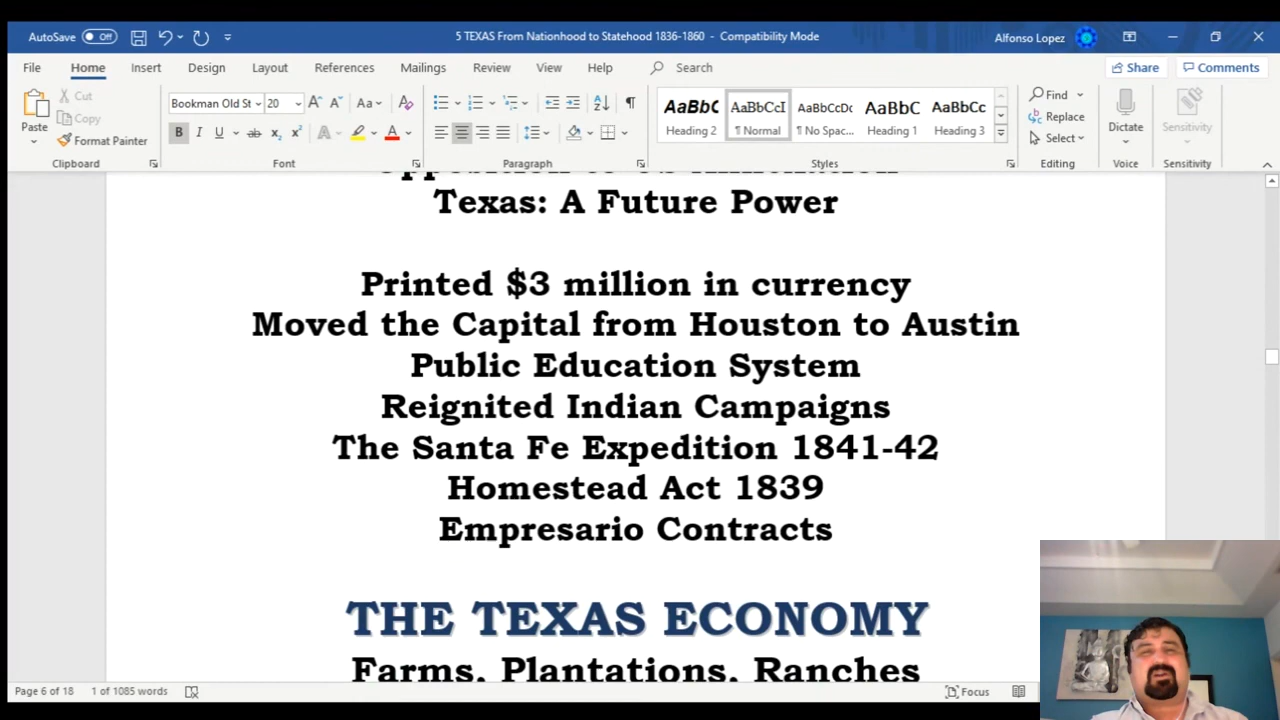 AutoSave Off 5 TEXAS From Nationhood to Statehood 1836-1860 - Compatibility Mode Alfonso Lopez
File Home Insert Design Layout References Mailings Review View Help Search Share Comments
Paste Cut Copy Format Painter
Clipboard
Bookman Old St 20 Aa
B I U ab x₂ x² A A
Font
Paragraph
AaBbC AaBbCcI AaBbCcDc AaBbC AaBbCc
Heading 2 ¶ Normal ¶ No Spac... Heading 1 Heading 3
Styles
Find Replace Select
Editing
Dictate
Voice
Sensitivity
Sensitivity
Texas: A Future Power
Printed $3 million in currency
Moved the Capital from Houston to Austin
Public Education System
Reignited Indian Campaigns
The Santa Fe Expedition 1841-42
Homestead Act 1839
Empresario Contracts
THE TEXAS ECONOMY
Farms, Plantations, Ranches
Page 6 of 18 1 of 1085 words Focus